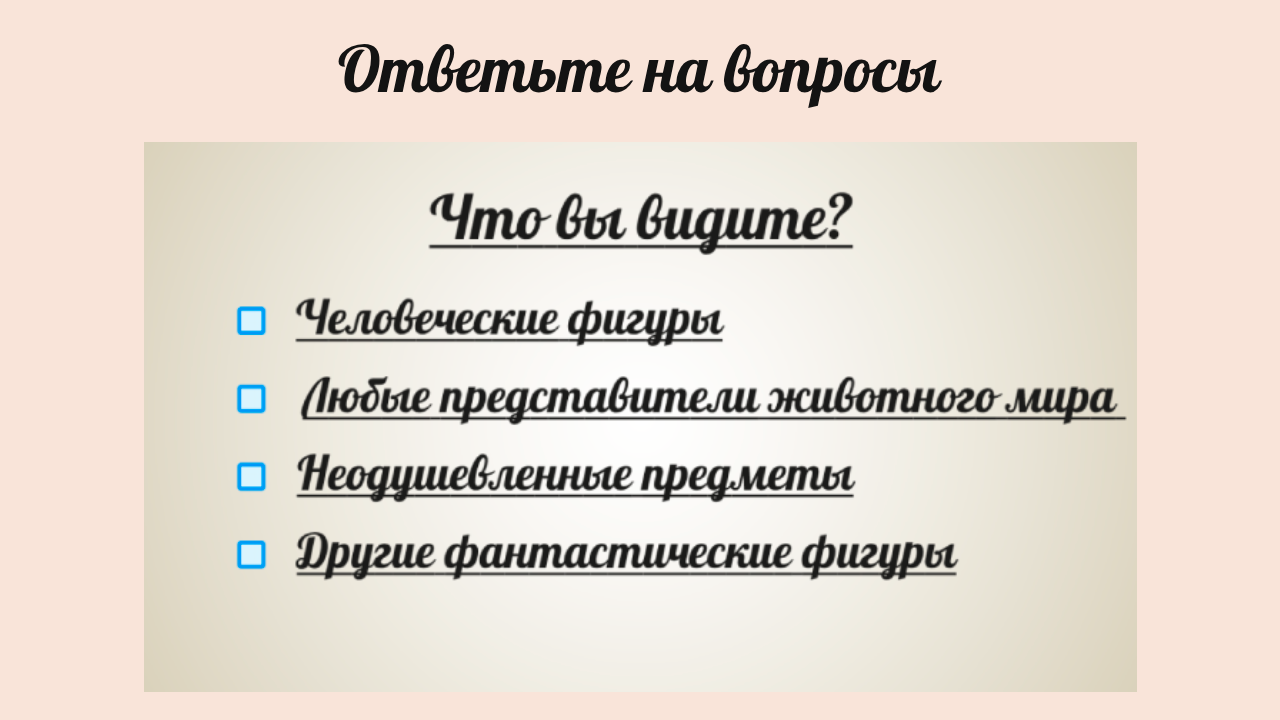 Ответьте на вопросы
Что вы видите?
Человеческие фигуры
Любые представители животного мира
Неодушевленные предметы
Другие фантастические фигуры